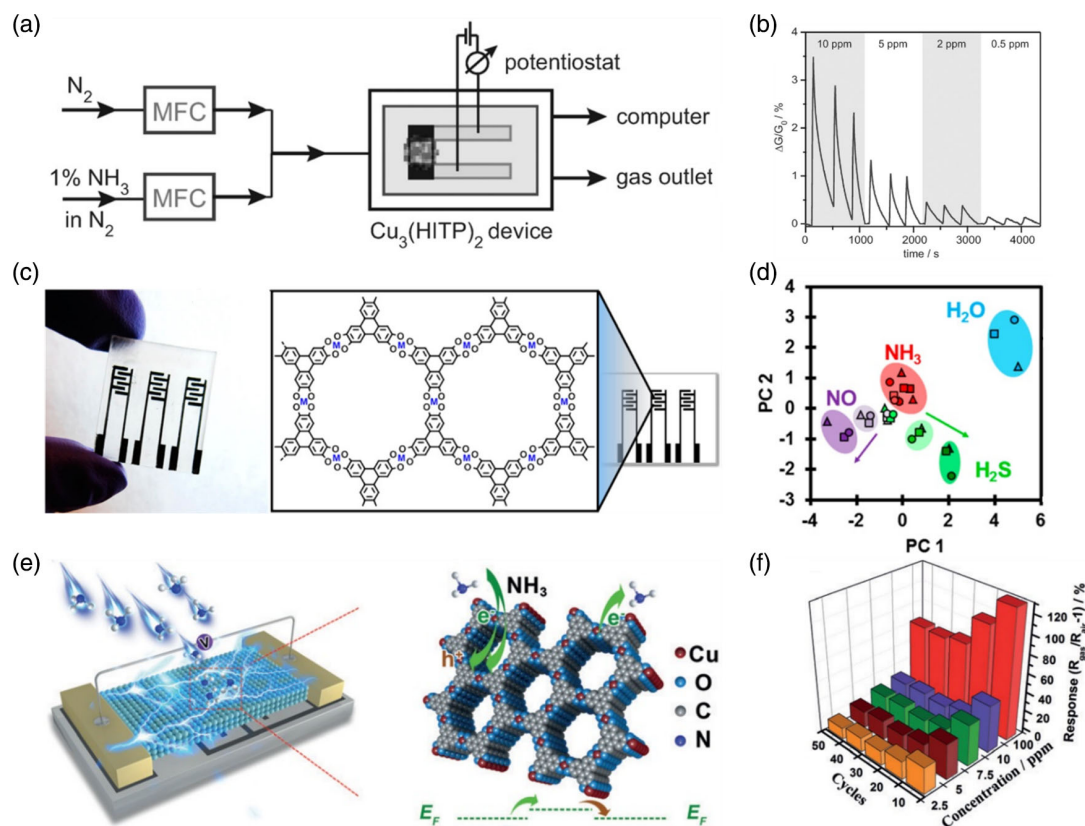 (a)
N2
MFC
1% NH3
in N2
MFC
potentiostat
computer
gas outlet
Cu3(HITP)2 device
(b)
ΔG/G0 / %
4
3
2
1
0
10 ppm
5 ppm
2 ppm
0.5 ppm
0
1000
2000
3000
4000
time / s
(c)
O
M
(d)
PC 2
4
3
2
1
0
-1
-2
-3
H2O
NH3
NO
H2S
-4
-2
0
2
4
6
PC 1
(e)
V
NH3
e-
h+
e-
Cu
O
C
N
EF
EF
(f)
120
100
80
60
40
20
0
Response (Rgas/Rair-1) / %
50
40
30
20
10
Cycles
2.5
5
7.5
10
100
Concentration / ppm